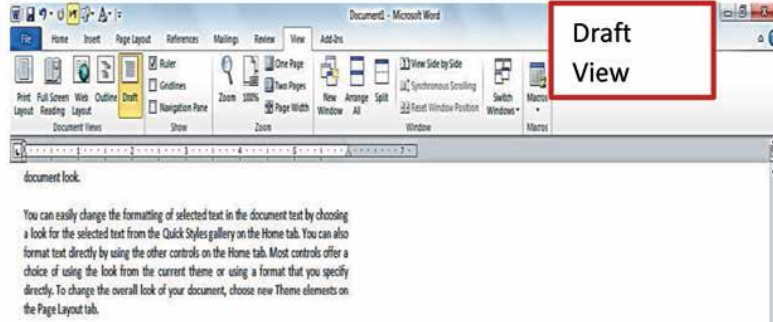 Document1 - Microsoft Word
File Home Insert Page Layout References Mailings Review View Add-Ins
Print Layout
Full Screen Reading
Web Layout
Outline
Draft
Document Views
Ruler
Gridlines
Navigation Pane
Show
Zoom
100%
One Page
Two Pages
Page Width
Zoom
New Window
Arrange All
Split
View Side by Side
Synchronous Scrolling
Reset Window Position
Window
Switch Windows
Macros
Macros
Draft
View
1 2 3 4 5 7
document look.
You can easily change the formatting of selected text in the document text by choosing
a look for the selected text from the Quick Styles gallery on the Home tab. You can also
format text directly by using the other controls on the Home tab. Most controls offer a
choice of using the look from the current theme or using a format that you specify
directly. To change the overall look of your document, choose new Theme elements on
the Page Layout tab.